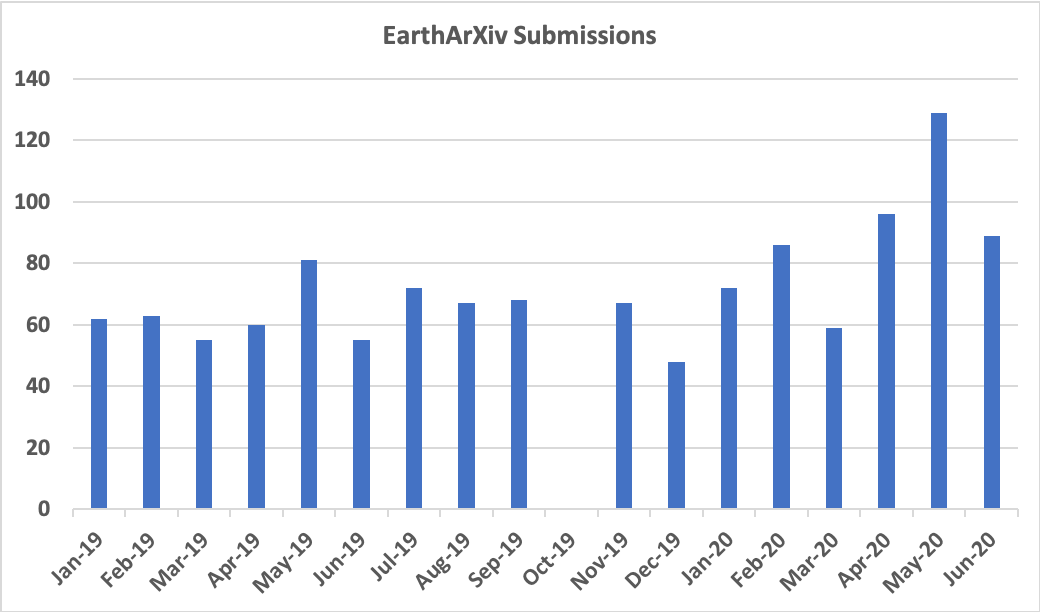 EarthArXiv Submissions
140
120
100
80
60
40
20
0
Jan-19
Feb-19
Mar-19
Apr-19
May-19
Jun-19
Jul-19
Aug-19
Sep-19
Oct-19
Nov-19
Dec-19
Jan-20
Feb-20
Mar-20
Apr-20
May-20
Jun-20